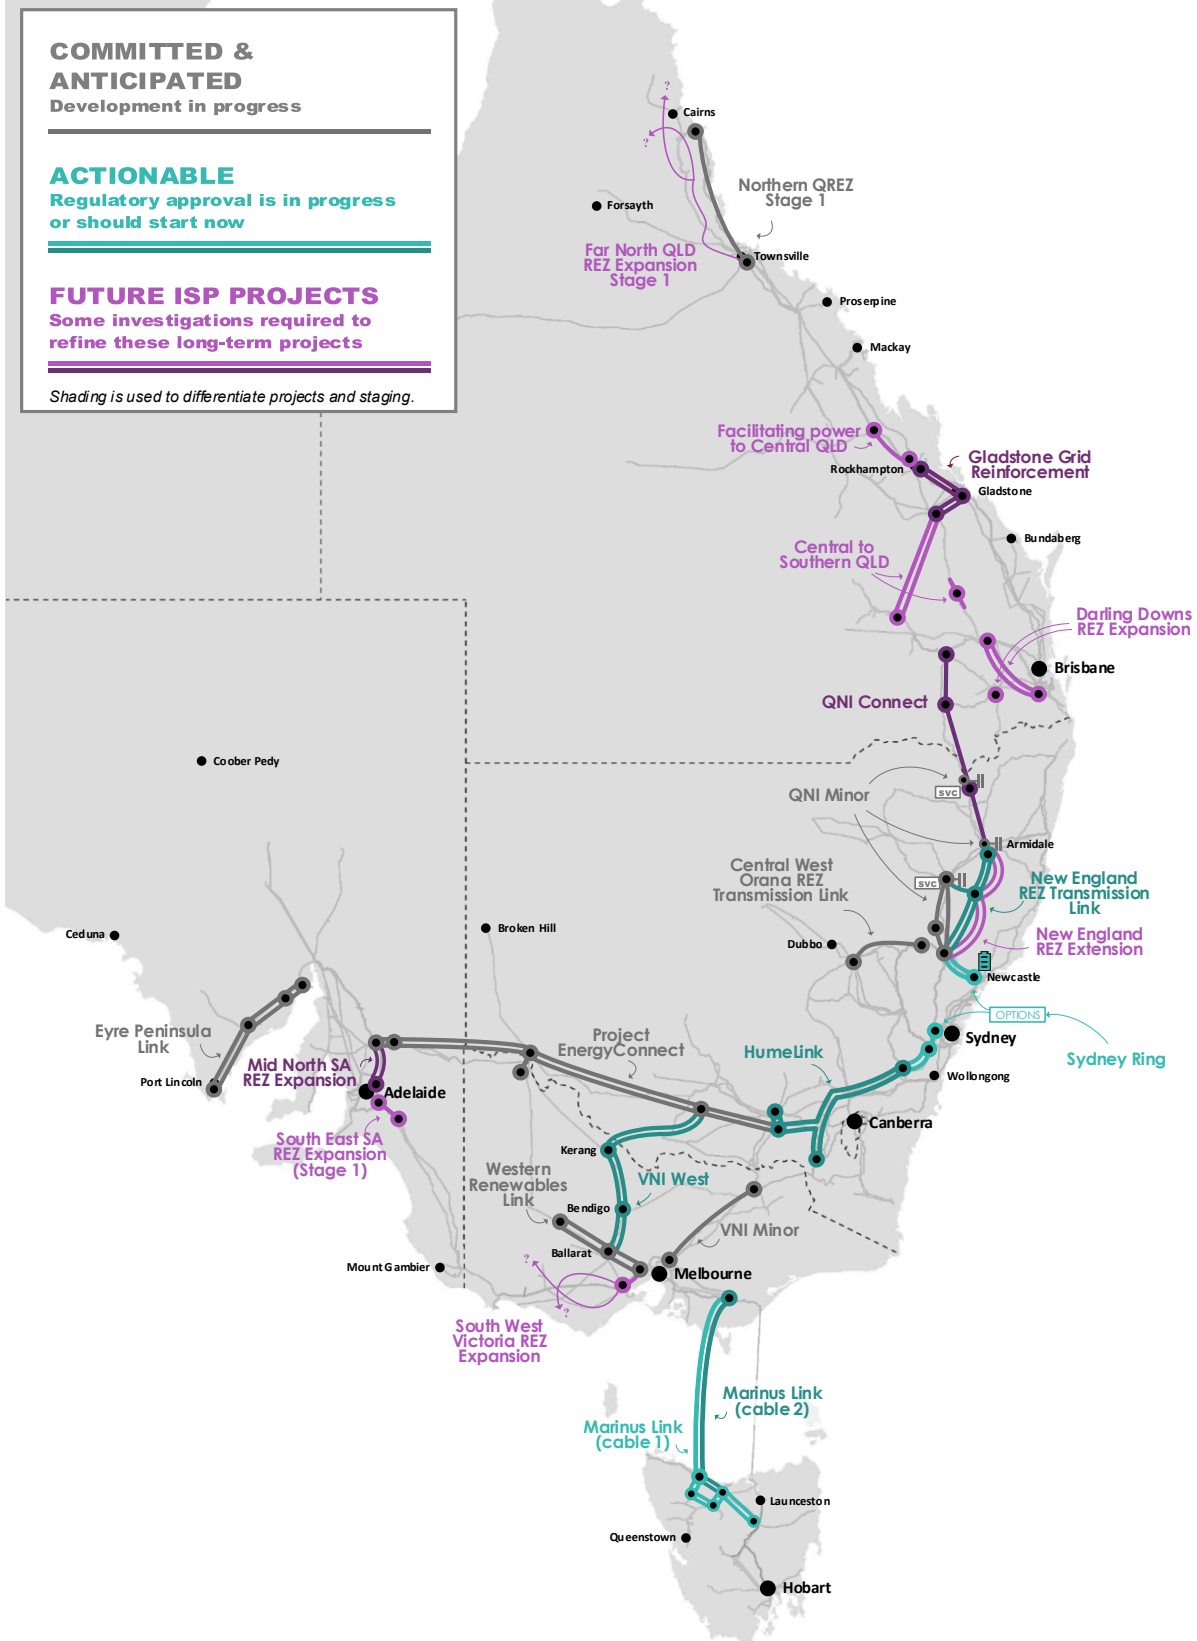 COMMITTED &
ANTICIPATED
Development in progress
ACTIONABLE
Regulatory approval is in progress
or should start now
FUTURE ISP PROJECTS
Some investigations required to
refine these long-term projects
Shading is used to differentiate projects and staging.
?
Cairns
?
Northern QREZ
Stage 1
Forsayth
Far North QLD
REZ Expansion
Stage 1
Townsville
Proserpine
Mackay
Facilitating power
to Central QLD
Rockhampton
Gladstone Grid
Reinforcement
Gladstone
Bundaberg
Central to
Southern QLD
Darling Downs
REZ Expansion
Brisbane
QNI Connect
Coober Pedy
QNI Minor
svc
Armidale
Central West
Orana REZ
Transmission Link
svc
New England
REZ Transmission
Link
New England
REZ Extension
Ceduna
Broken Hill
Dubbo
Newcastle
OPTIONS
Sydney
Sydney Ring
Eyre Peninsula
Link
Project
EnergyConnect
HumeLink
Mid North SA
REZ Expansion
Port Lincoln
Adelaide
Wollongong
Canberra
South East SA
REZ Expansion
(Stage 1)
Kerang
Western
Renewables
Link
VNI West
Bendigo
VNI Minor
Ballarat
?
Mount Gambier
Melbourne
?
South West
Victoria REZ
Expansion
Marinus Link
(cable 2)
Marinus Link
(cable 1)
Launceston
Queenstown
Hobart